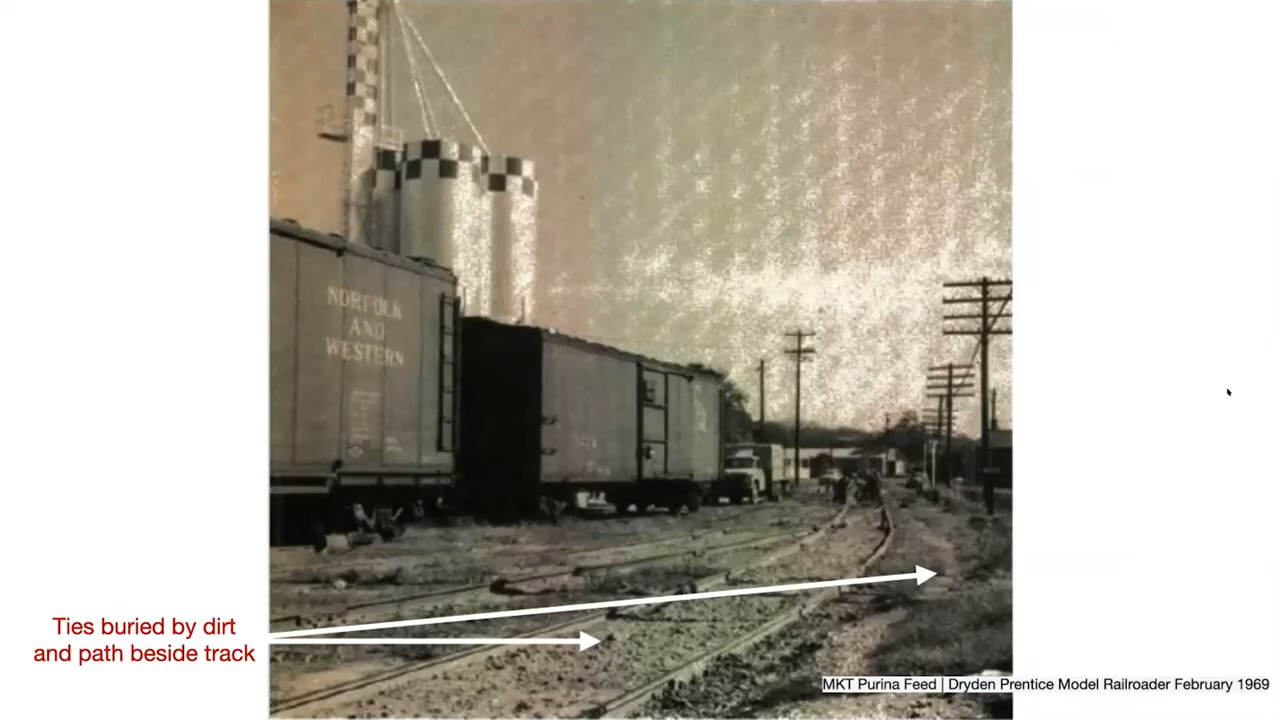 NORFOLK
AND
WESTERN
Ties buried by dirt
and path beside track
MKT Purina Feed | Dryden Prentice Model Railroader February 1969